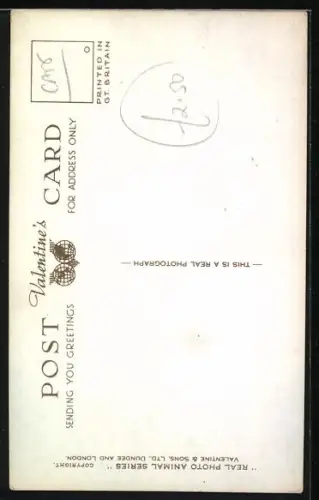 POST Valentine's CARD
SENDING YOU GREETINGS
FOR ADDRESS ONLY
PRINTED IN
GT. BRITAIN
CATS
£2.50
— THIS IS A REAL PHOTOGRAPH —
" REAL PHOTO ANIMAL SERIES "
COPYRIGHT.
VALENTINE & SONS, LTD., DUNDEE AND LONDON.